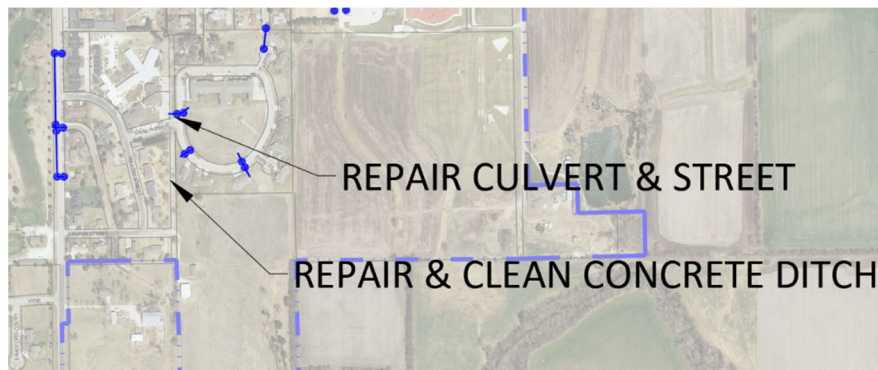 REPAIR CULVERT & STREET
REPAIR & CLEAN CONCRETE DITCH